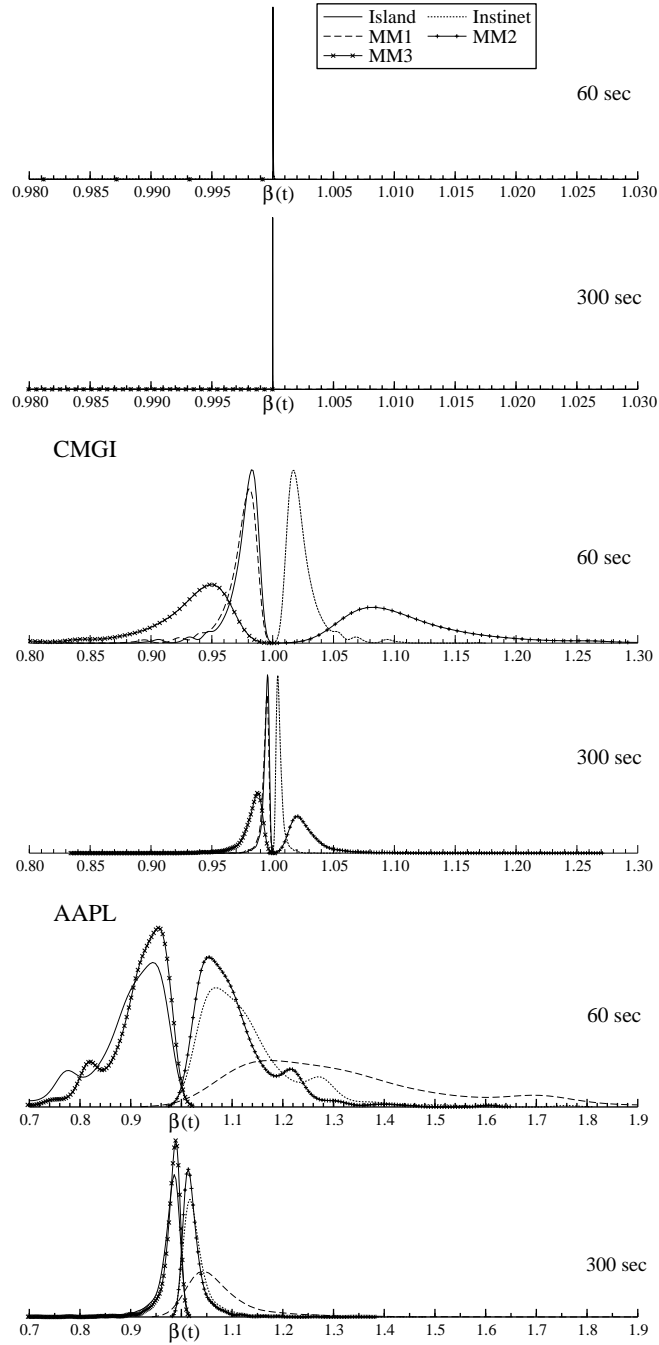 Island Instinet
MM1 MM2
MM3
60 sec
0.980 0.985 0.990 0.995 β(t) 1.005 1.010 1.015 1.020 1.025 1.030
300 sec
0.980 0.985 0.990 0.995 β(t) 1.005 1.010 1.015 1.020 1.025 1.030
CMGI
60 sec
0.80 0.85 0.90 0.95 1.00 1.05 1.10 1.15 1.20 1.25 1.30
300 sec
0.80 0.85 0.90 0.95 1.00 1.05 1.10 1.15 1.20 1.25 1.30
AAPL
60 sec
0.7 0.8 0.9 β(t) 1.1 1.2 1.3 1.4 1.5 1.6 1.7 1.8 1.9
300 sec
0.7 0.8 0.9 β(t) 1.1 1.2 1.3 1.4 1.5 1.6 1.7 1.8 1.9